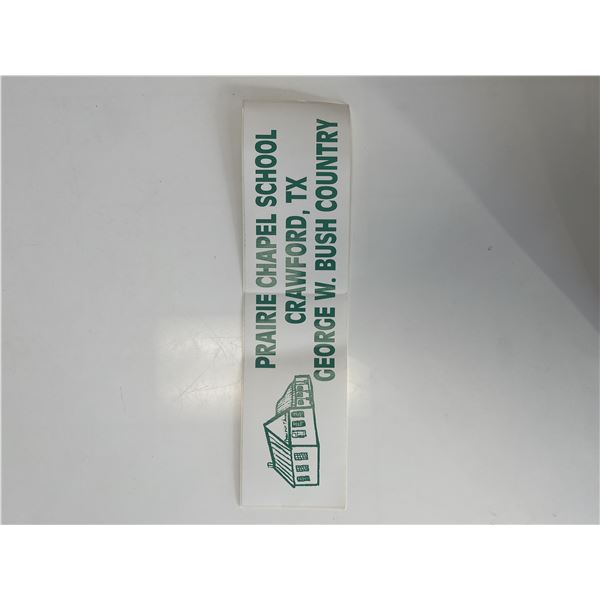 PRAIRIE CHAPEL SCHOOL
CRAWFORD, TX
GEORGE W. BUSH COUNTRY